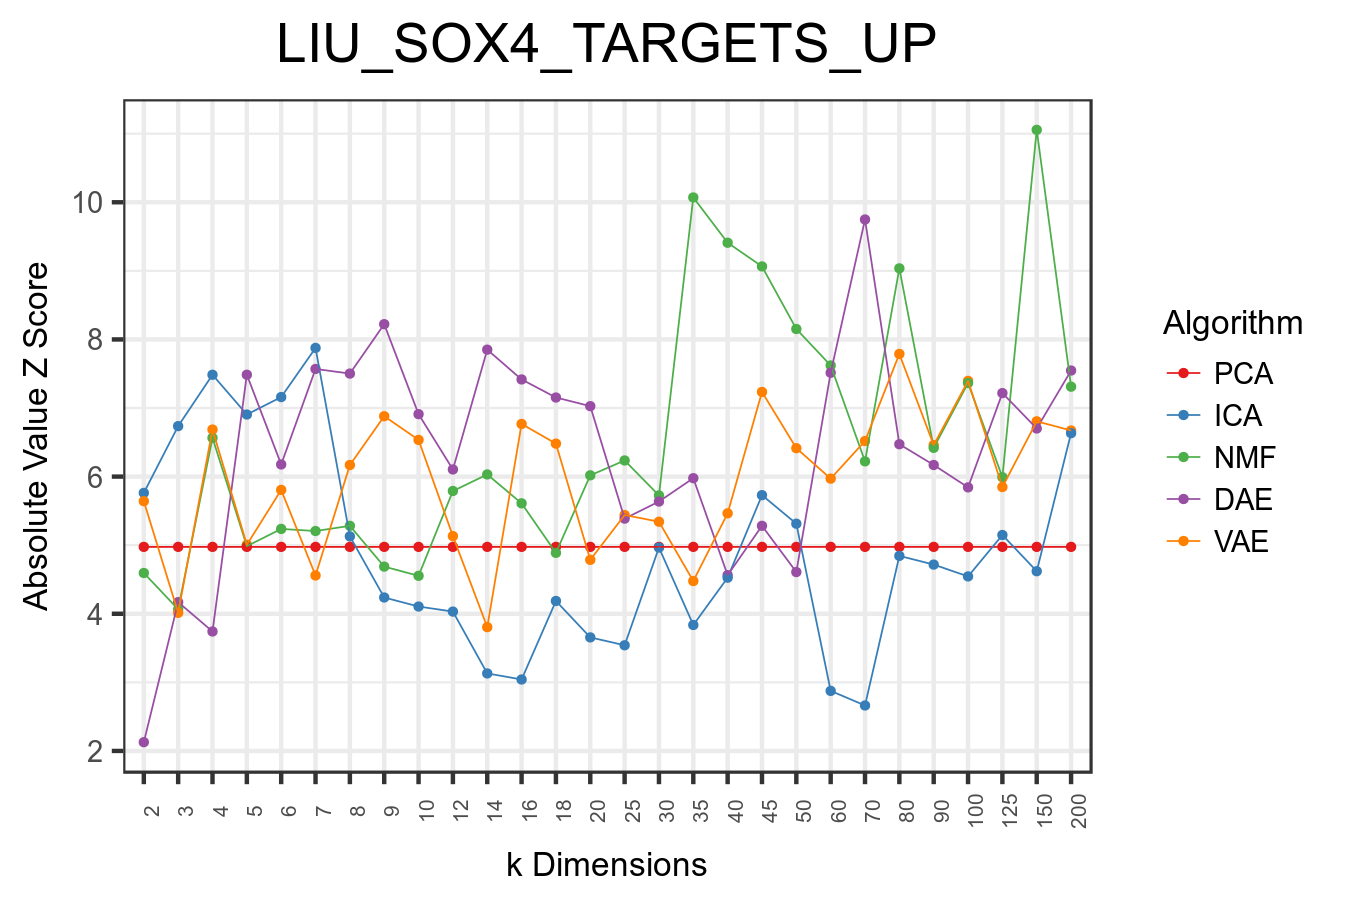 LIU_SOX4_TARGETS_UP
Absolute Value Z Score
10
8
6
4
2
2 3 4 5 6 7 8 9 10 12 14 16 18 20 25 30 35 40 45 50 60 70 80 90 100 125 150 200
k Dimensions
Algorithm
PCA
ICA
NMF
DAE
VAE